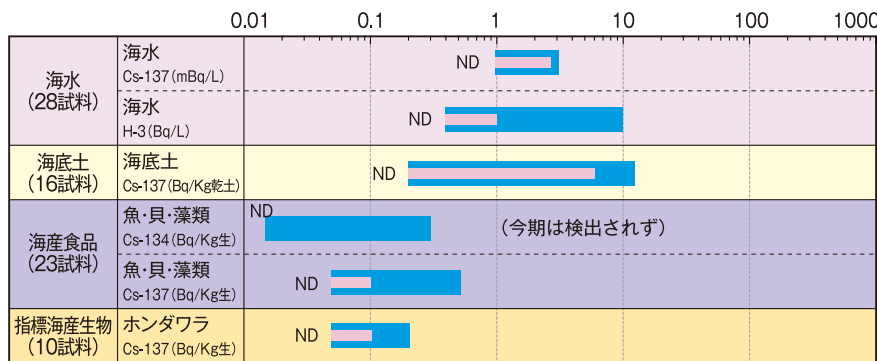 0.01 0.1 1 10 100 1000
海水
(28試料)
海水
Cs-137(mBq/L)
ND
海水
H-3(Bq/L)
ND
海底土
(16試料)
海底土
Cs-137(Bq/Kg乾土)
ND
海産食品
(23試料)
魚・貝・藻類
Cs-134(Bq/Kg生)
ND
(今期は検出されず)
魚・貝・藻類
Cs-137(Bq/Kg生)
ND
指標海産生物
(10試料)
ホンダワラ
Cs-137(Bq/Kg生)
ND